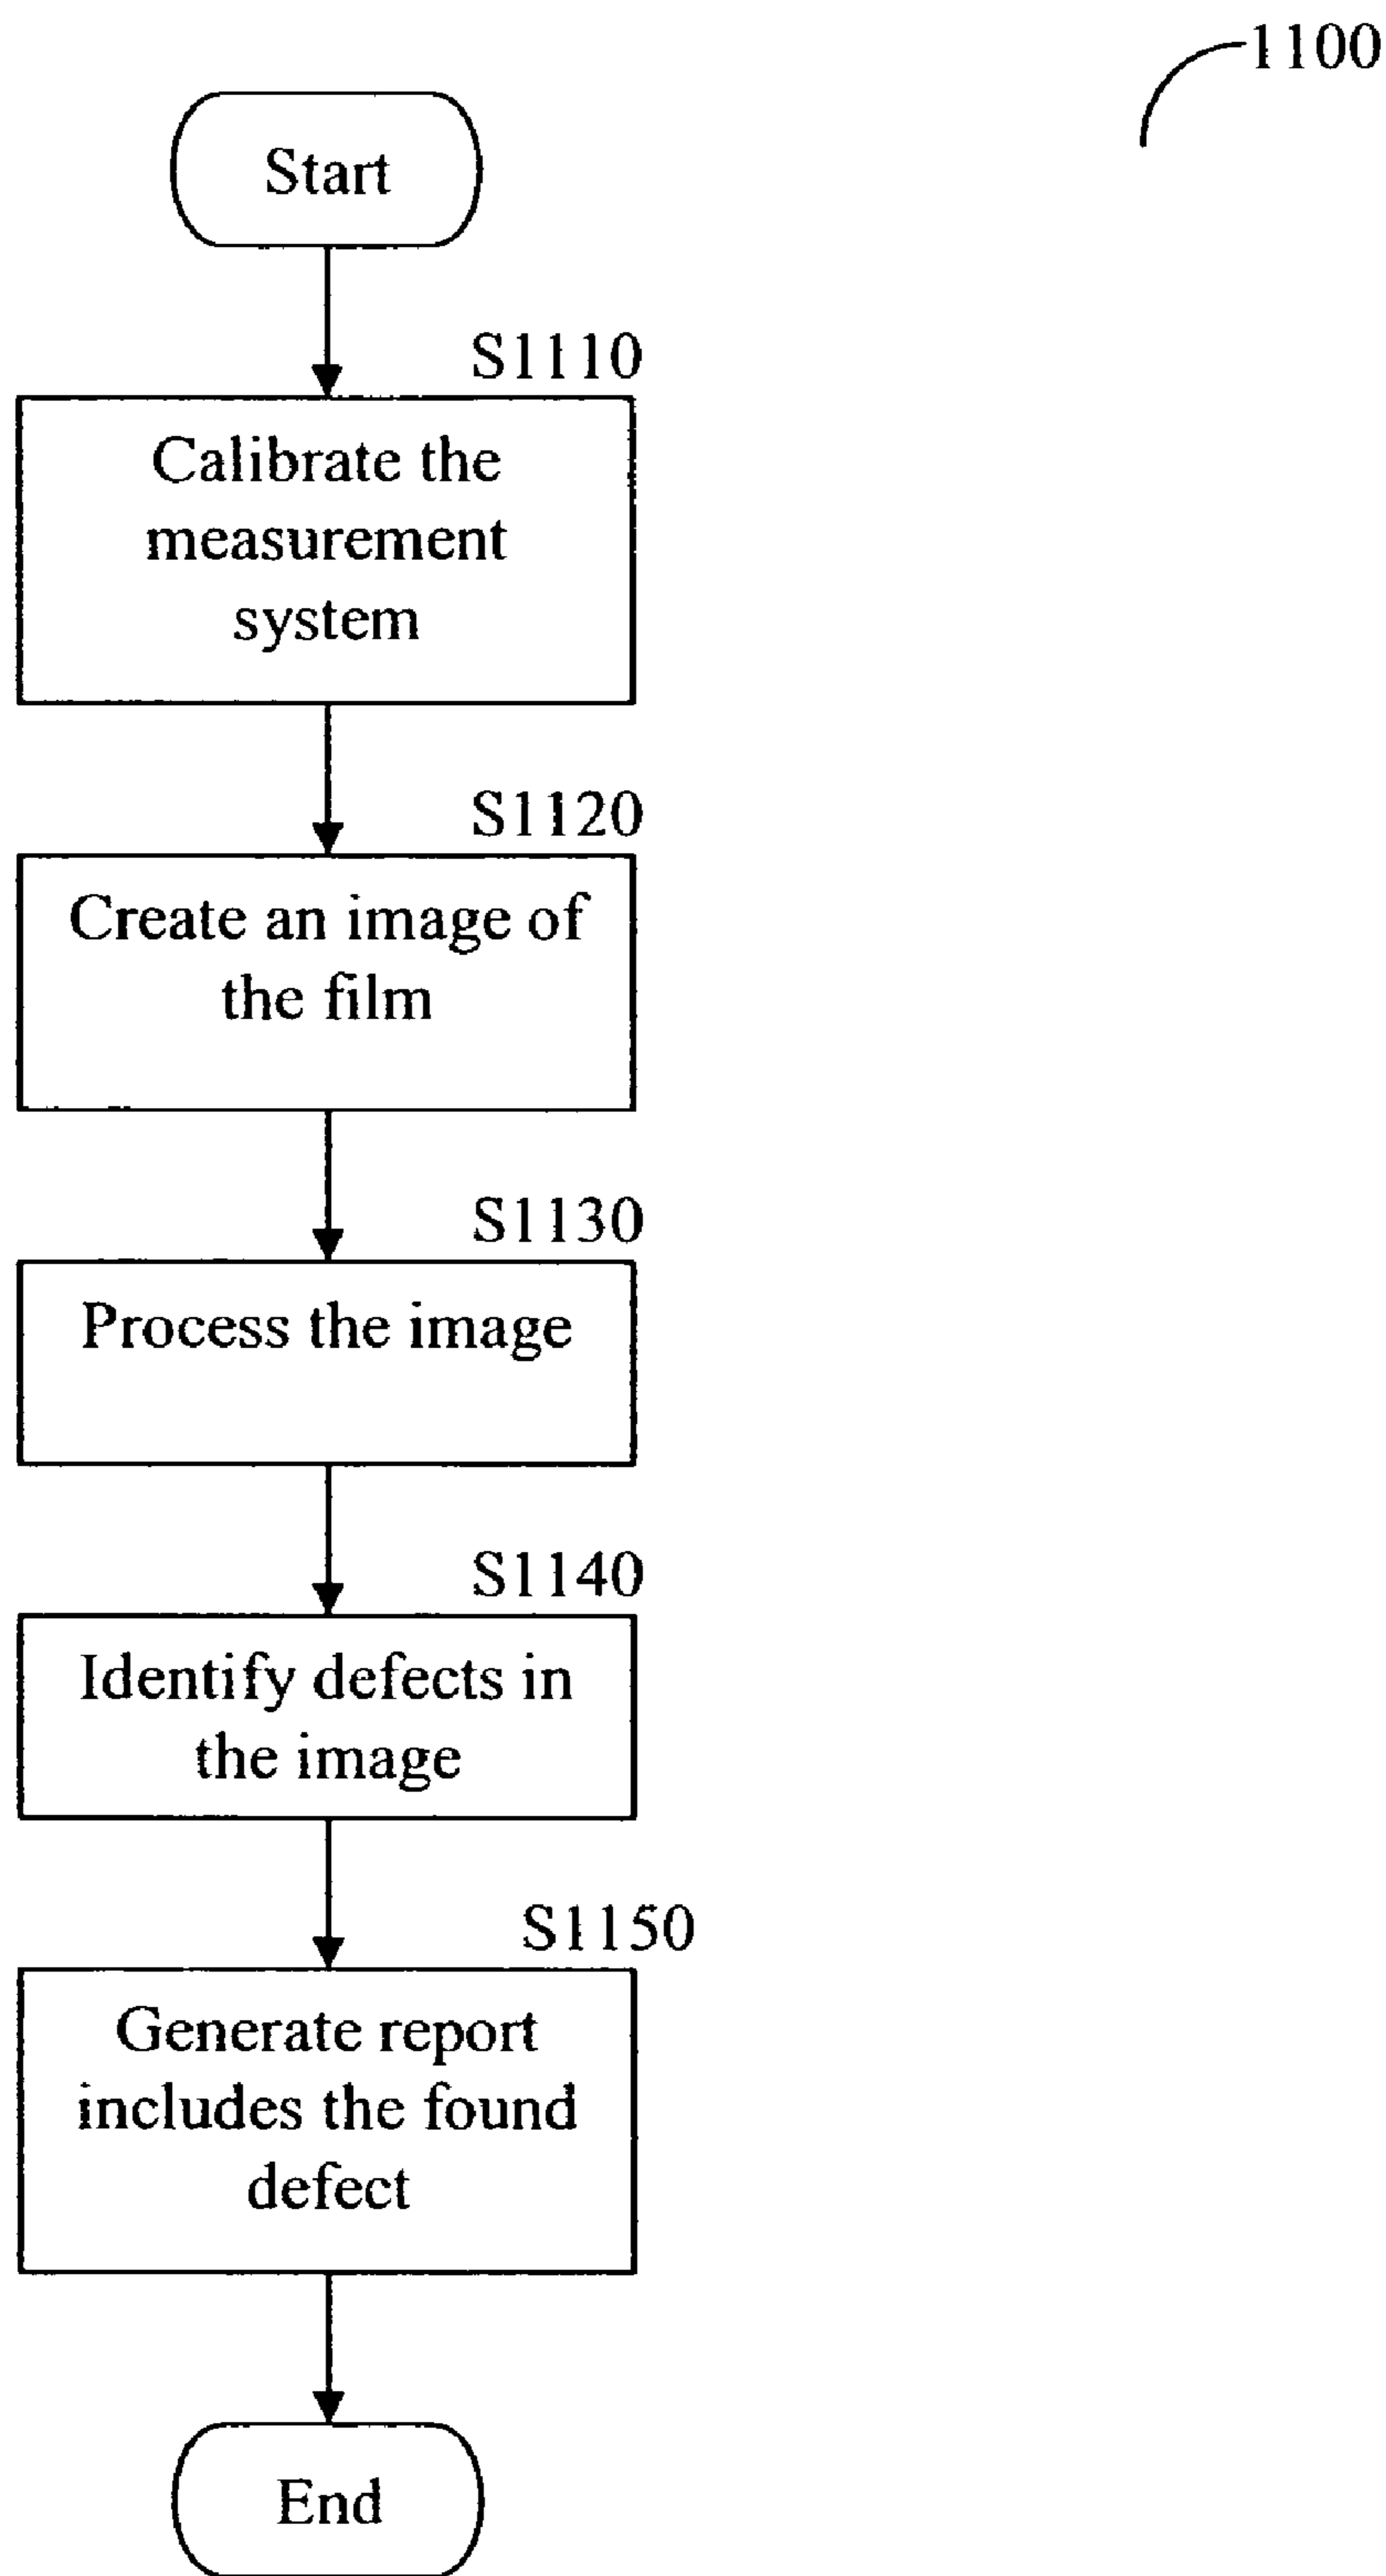 1100
Start
S1110
Calibrate the
measurement
system
S1120
Create an image of
the film
S1130
Process the image
S1140
Identify defects in
the image
S1150
Generate report
includes the found
defect
End